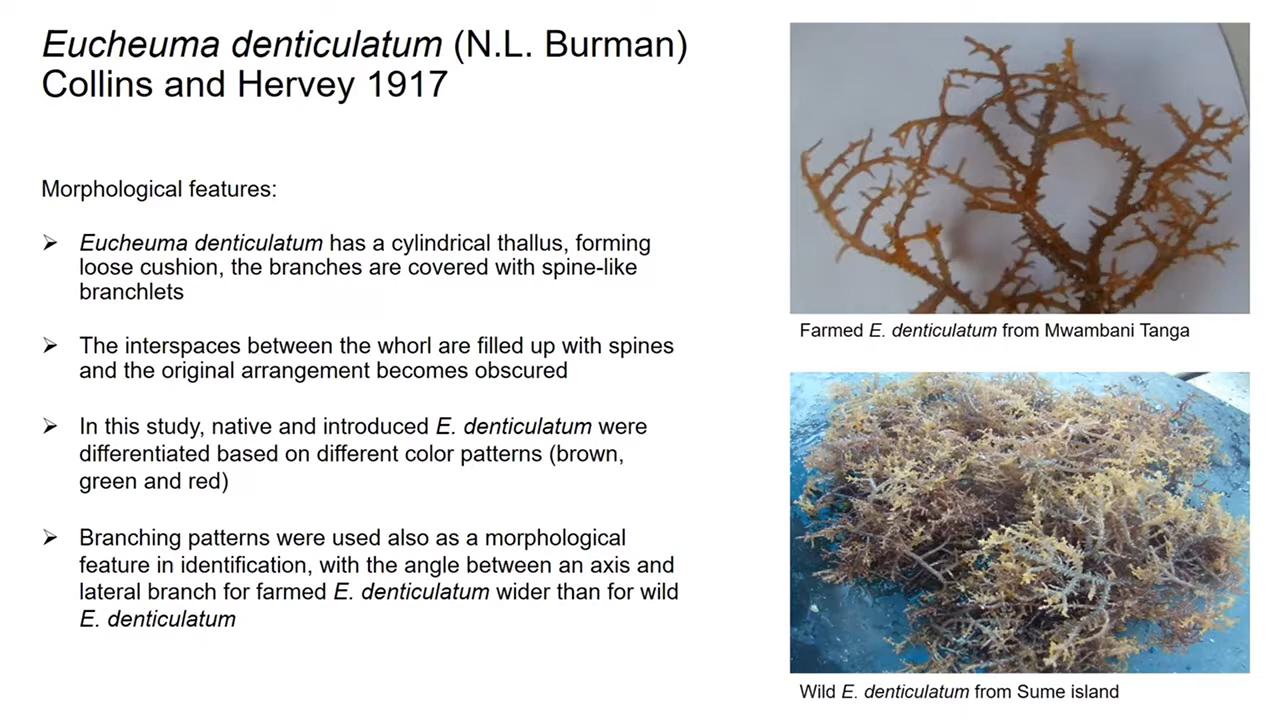 Eucheuma denticulatum (N.L. Burman)
Collins and Hervey 1917
Morphological features:
➢ Eucheuma denticulatum has a cylindrical thallus, forming
loose cushion, the branches are covered with spine-like
branchlets
➢ The interspaces between the whorl are filled up with spines
and the original arrangement becomes obscured
➢ In this study, native and introduced E. denticulatum were
differentiated based on different color patterns (brown,
green and red)
➢ Branching patterns were used also as a morphological
feature in identification, with the angle between an axis and
lateral branch for farmed E. denticulatum wider than for wild
E. denticulatum
Farmed E. denticulatum from Mwambani Tanga
Wild E. denticulatum from Sume island